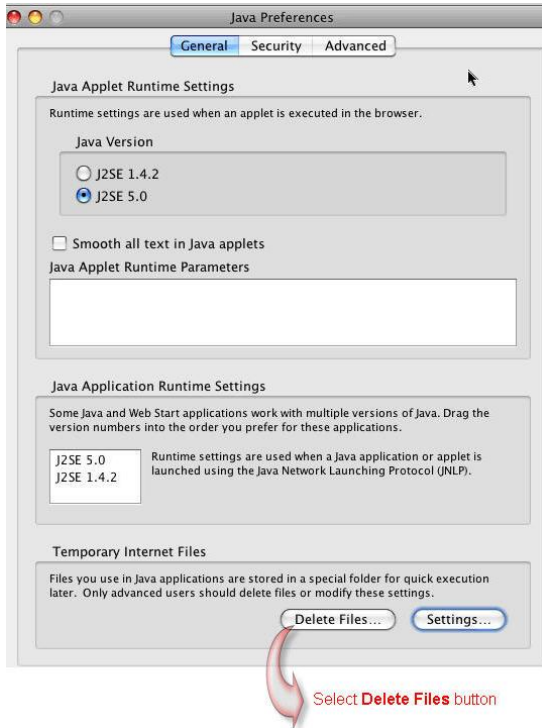 Java Preferences
General Security Advanced
Java Applet Runtime Settings
Runtime settings are used when an applet is executed in the browser.
Java Version
J2SE 1.4.2
J2SE 5.0
Smooth all text in Java applets
Java Applet Runtime Parameters
Java Application Runtime Settings
Some Java and Web Start applications work with multiple versions of Java. Drag the
version numbers into the order you prefer for these applications.
J2SE 5.0
J2SE 1.4.2
Runtime settings are used when a Java application or applet is
launched using the Java Network Launching Protocol (JNLP).
Temporary Internet Files
Files you use in Java applications are stored in a special folder for quick execution
later. Only advanced users should delete files or modify these settings.
Delete Files... Settings...
Select Delete Files button